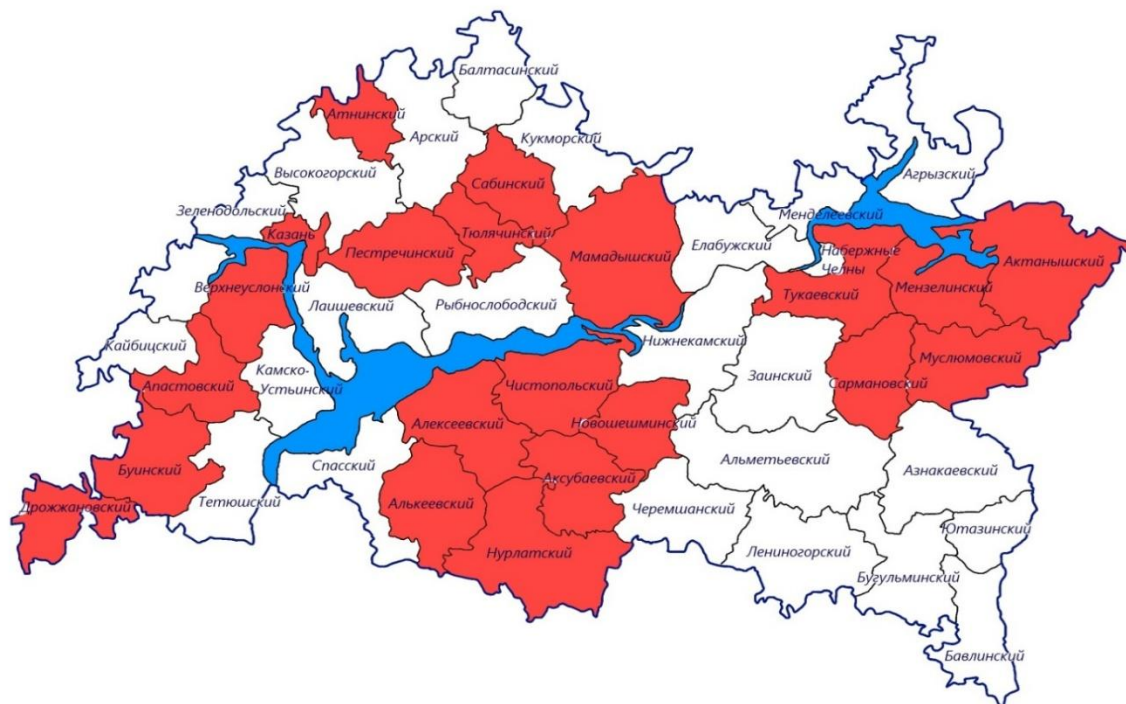 Балтасинский
Атнинский
Арский
Кукморский
Высокогорский
Сабинский
Агрызский
Зеленодольский
Менделеевский
Казань
Тюлячинский
Елабужский
Пестречинский
Мамадышский
Набержные
Челны
Актанышский
Верхнеуслонский
Лаишевский
Рыбнослободский
Тукаевский
Мензелинский
Кайбицский
Нижнекамский
Камско-
Устьинский
Апастовский
Чистопольский
Заинский
Муслюмовский
Сармановский
Алексеевский
Новошешминский
Буинский
Спасский
Альметьевский
Азнакаевский
Аксубаевский
Тетюшский
Дрожжановский
Алькеевский
Черемшанский
Ютазинский
Нурлатский
Лениногорский
Бугульминский
Бавлинский